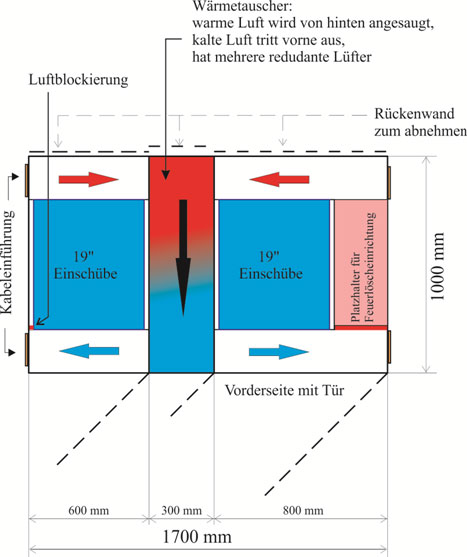 Wärmetauscher:
warme Luft wird von hinten angesaugt,
kalte Luft tritt vorne aus,
hat mehrere redudante Lüfter
Luftblockierung
Rückenwand
zum abnehmen
Kabeleinführung
19"
Einschübe
19"
Einschübe
Platzhalter für
Feuerlöscheinrichtung
1000 mm
Vorderseite mit Tür
600 mm
300 mm
800 mm
1700 mm